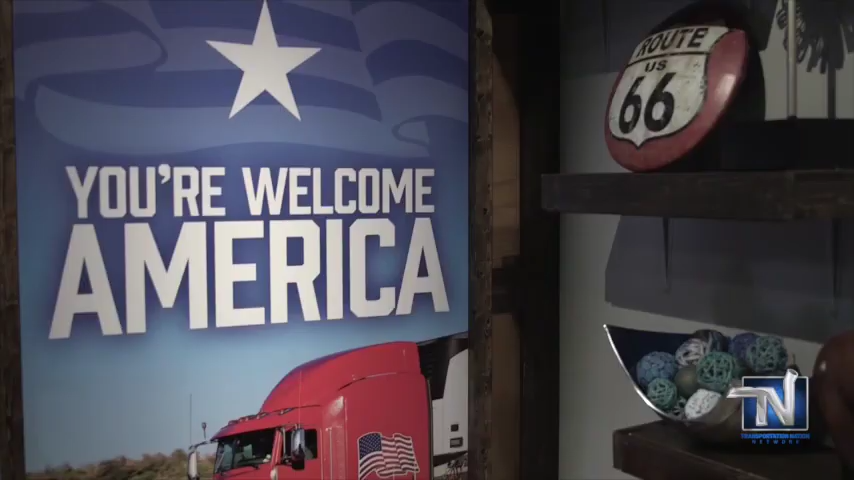 YOU'RE WELCOME
AMERICA
ROUTE
US
66
TN
TRANSPORTATION NATION
NETWORK